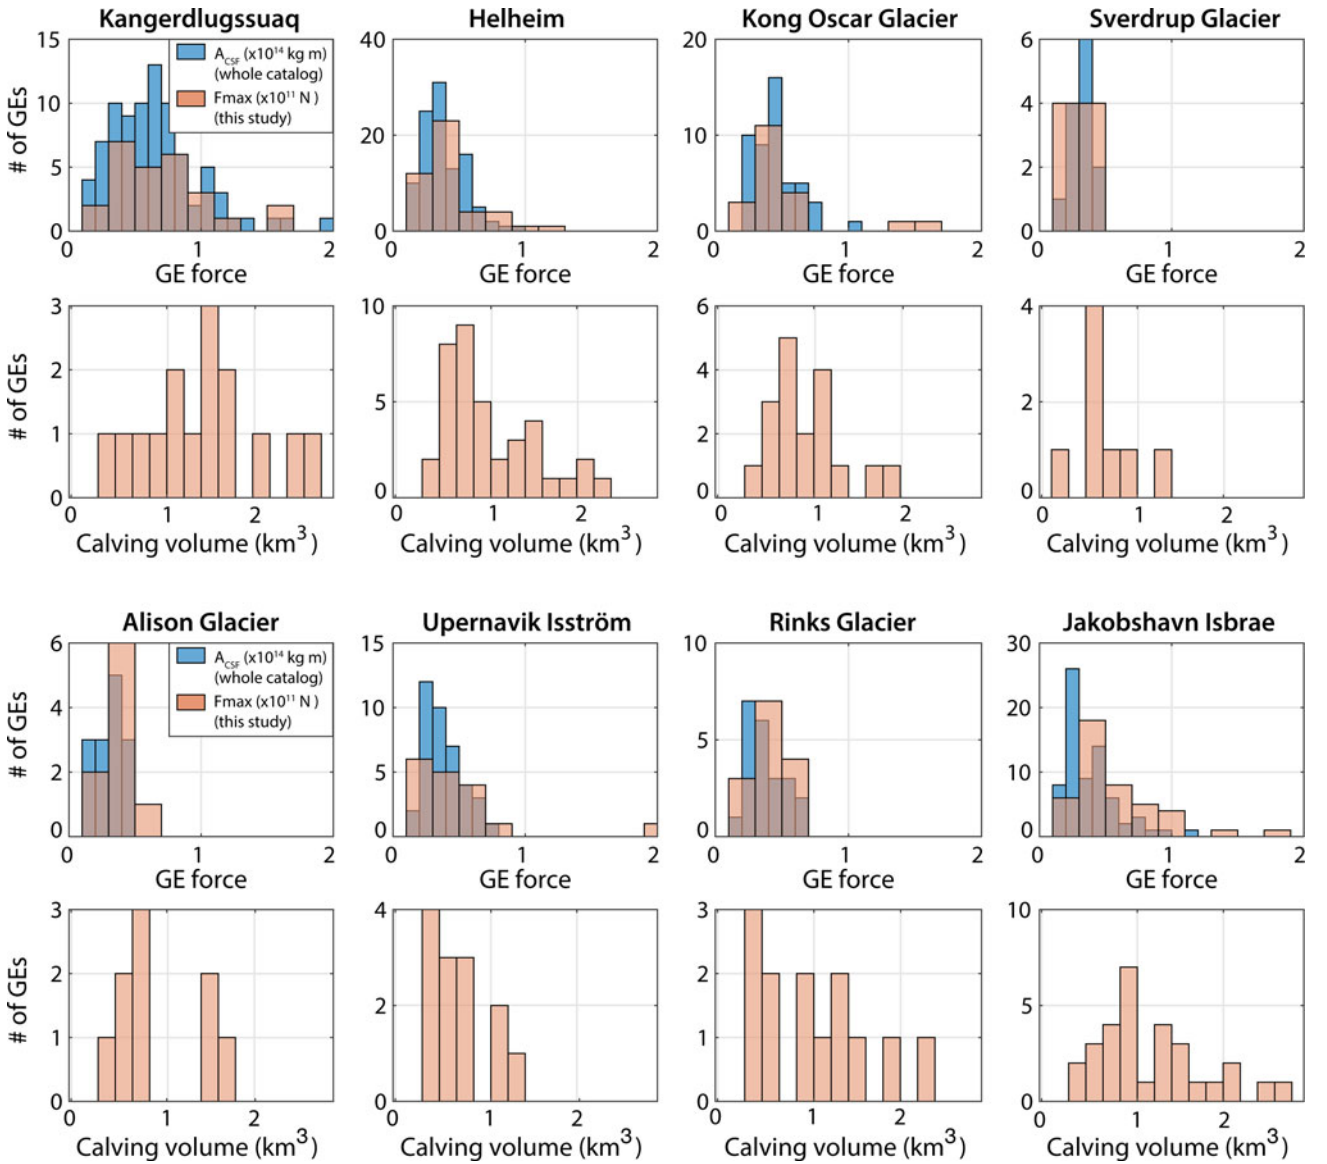 Kangerdlugssuaq Helheim Kong Oscar Glacier Sverdrup Glacier
# of GEs
15
10
5
0
A_CSF (x10^14 kg m)
(whole catalog)
Fmax (x10^11 N )
(this study)
0 1 2
GE force
40
20
0
0 1 2
GE force
20
10
0
0 1 2
GE force
6
4
2
0
0 1 2
GE force
# of GEs
3
2
1
0
0 1 2
Calving volume (km^3)
10
5
0
0 1 2
Calving volume (km^3)
6
4
2
0
0 1 2
Calving volume (km^3)
4
2
0
0 1 2
Calving volume (km^3)
Alison Glacier Upernavik Isström Rinks Glacier Jakobshavn Isbrae
# of GEs
6
4
2
0
A_CSF (x10^14 kg m)
(whole catalog)
Fmax (x10^11 N )
(this study)
0 1 2
GE force
15
10
5
0
0 1 2
GE force
10
5
0
0 1 2
GE force
30
20
10
0
0 1 2
GE force
# of GEs
3
2
1
0
0 1 2
Calving volume (km^3)
4
2
0
0 1 2
Calving volume (km^3)
3
2
1
0
0 1 2
Calving volume (km^3)
10
5
0
0 1 2
Calving volume (km^3)